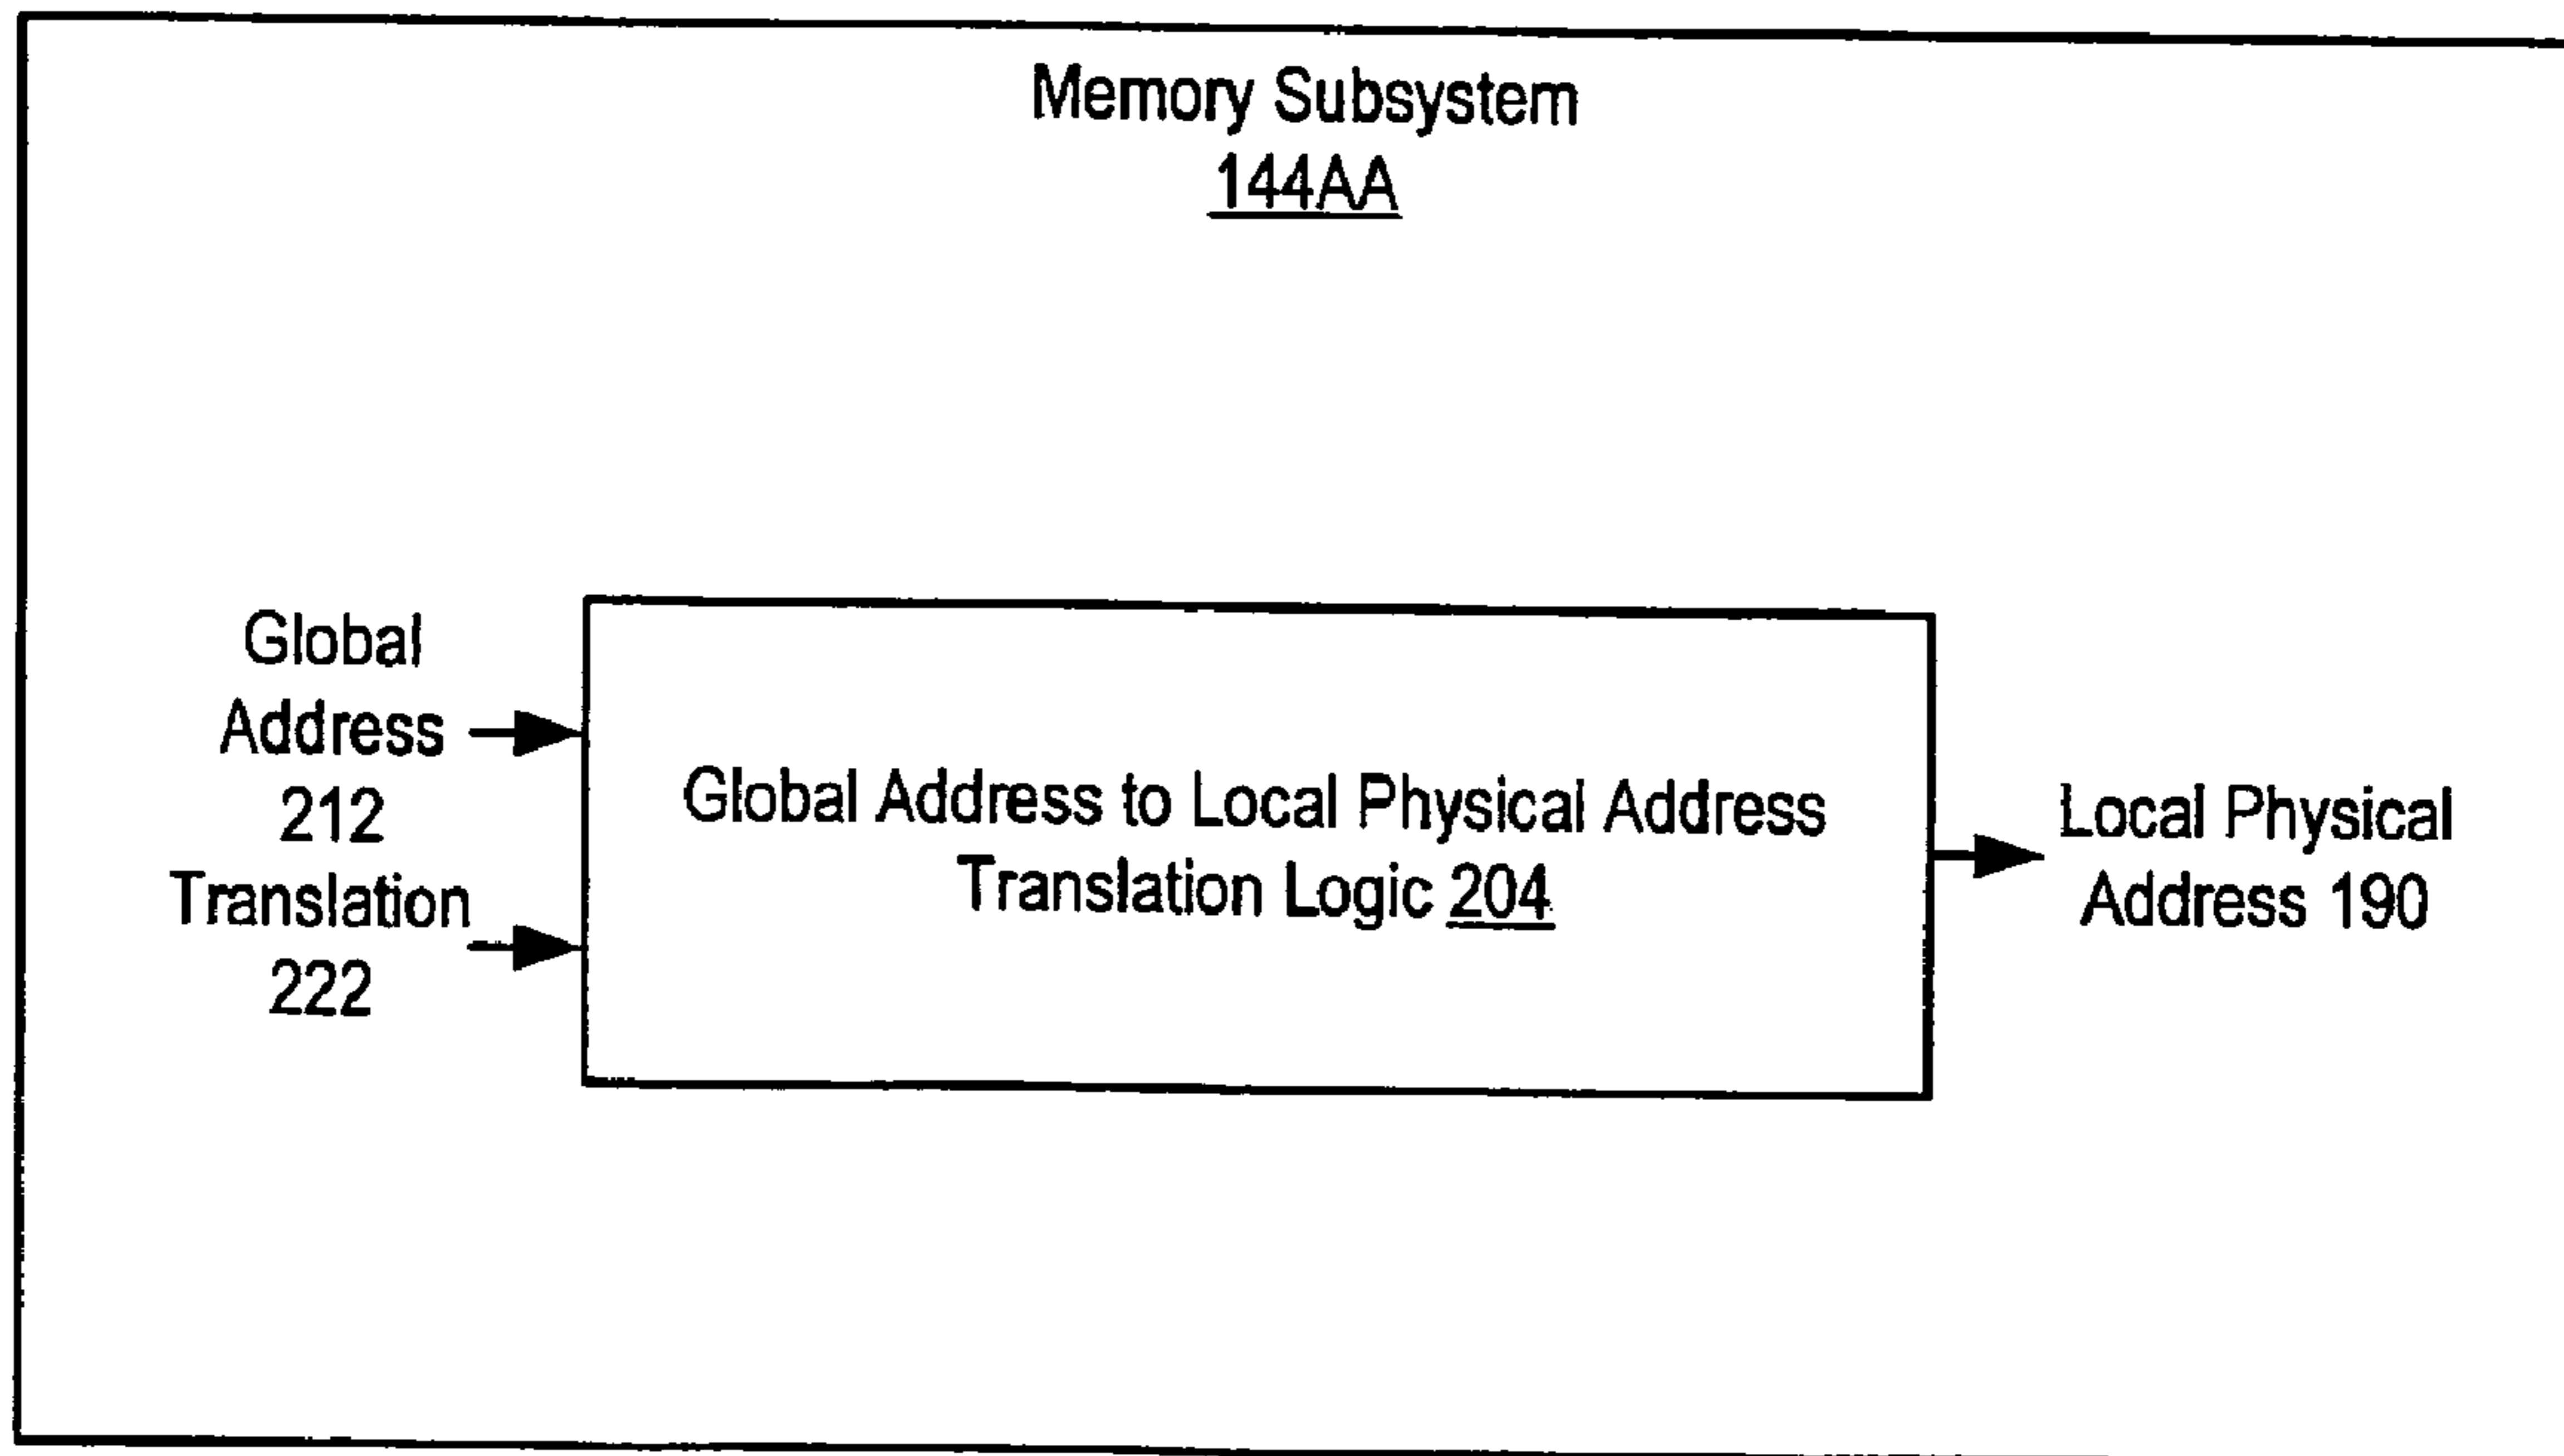 Memory Subsystem
144AA
Global
Address
212
Translation
222
Global Address to Local Physical Address
Translation Logic 204
Local Physical
Address 190